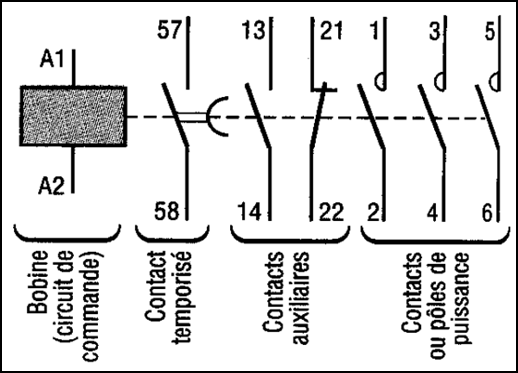 57 13 21 1 3 5
A1
A2
58 14 22 2 4 6
Bobine
(circuit de
commande)
Contact
temporisé
Contacts
auxiliaires
Contacts
ou pôles de
puissance